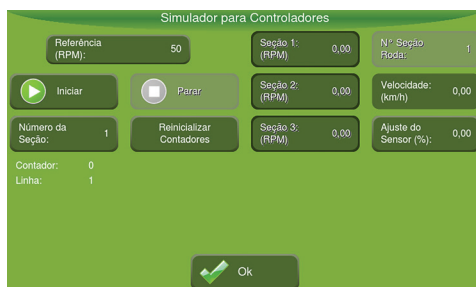 Simulador para Controladores
Referência (RPM): 50
Seção 1: (RPM) 0,00
Nº Seção Roda: 1
Iniciar
Parar
Seção 2: (RPM) 0,00
Velocidade: (km/h) 0,00
Número da Seção: 1
Reinicializar Contadores
Seção 3: (RPM) 0,00
Ajuste do Sensor (%): 0,00
Contador: 0
Linha: 1
Ok